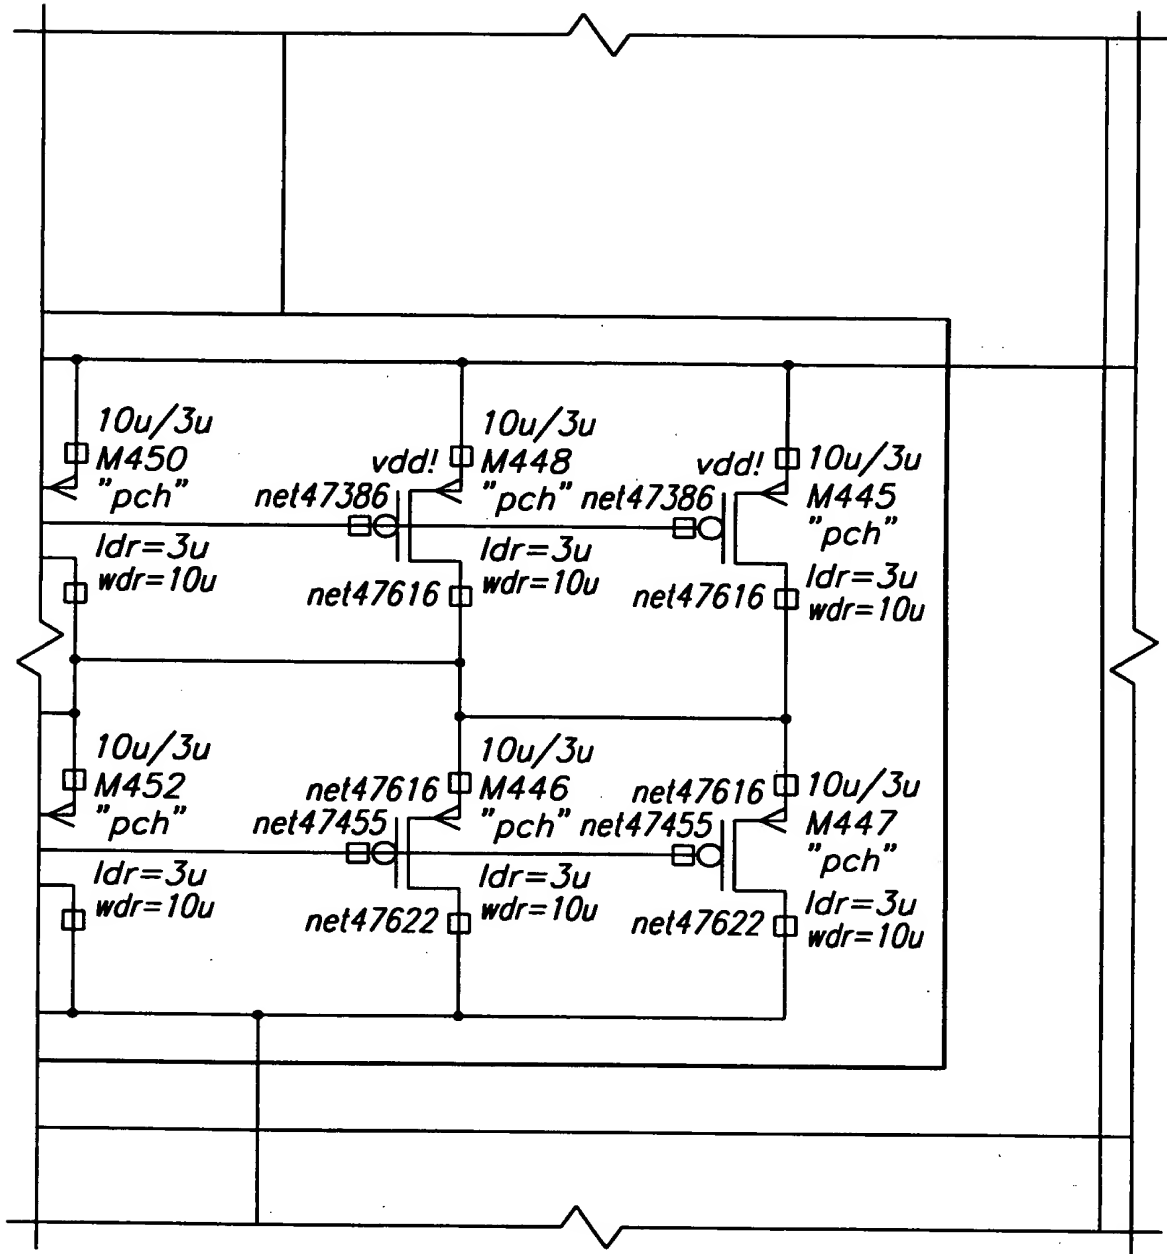 10u/3u
M450
"pch"
ldr=3u
wdr=10u
vdd!
net47386
10u/3u
M448
"pch"
ldr=3u
wdr=10u
net47616
vdd!
net47386
10u/3u
M445
"pch"
ldr=3u
wdr=10u
net47616
10u/3u
M452
"pch"
ldr=3u
wdr=10u
net47616
net47455
10u/3u
M446
"pch"
ldr=3u
wdr=10u
net47622
net47616
net47455
10u/3u
M447
"pch"
ldr=3u
wdr=10u
net47622